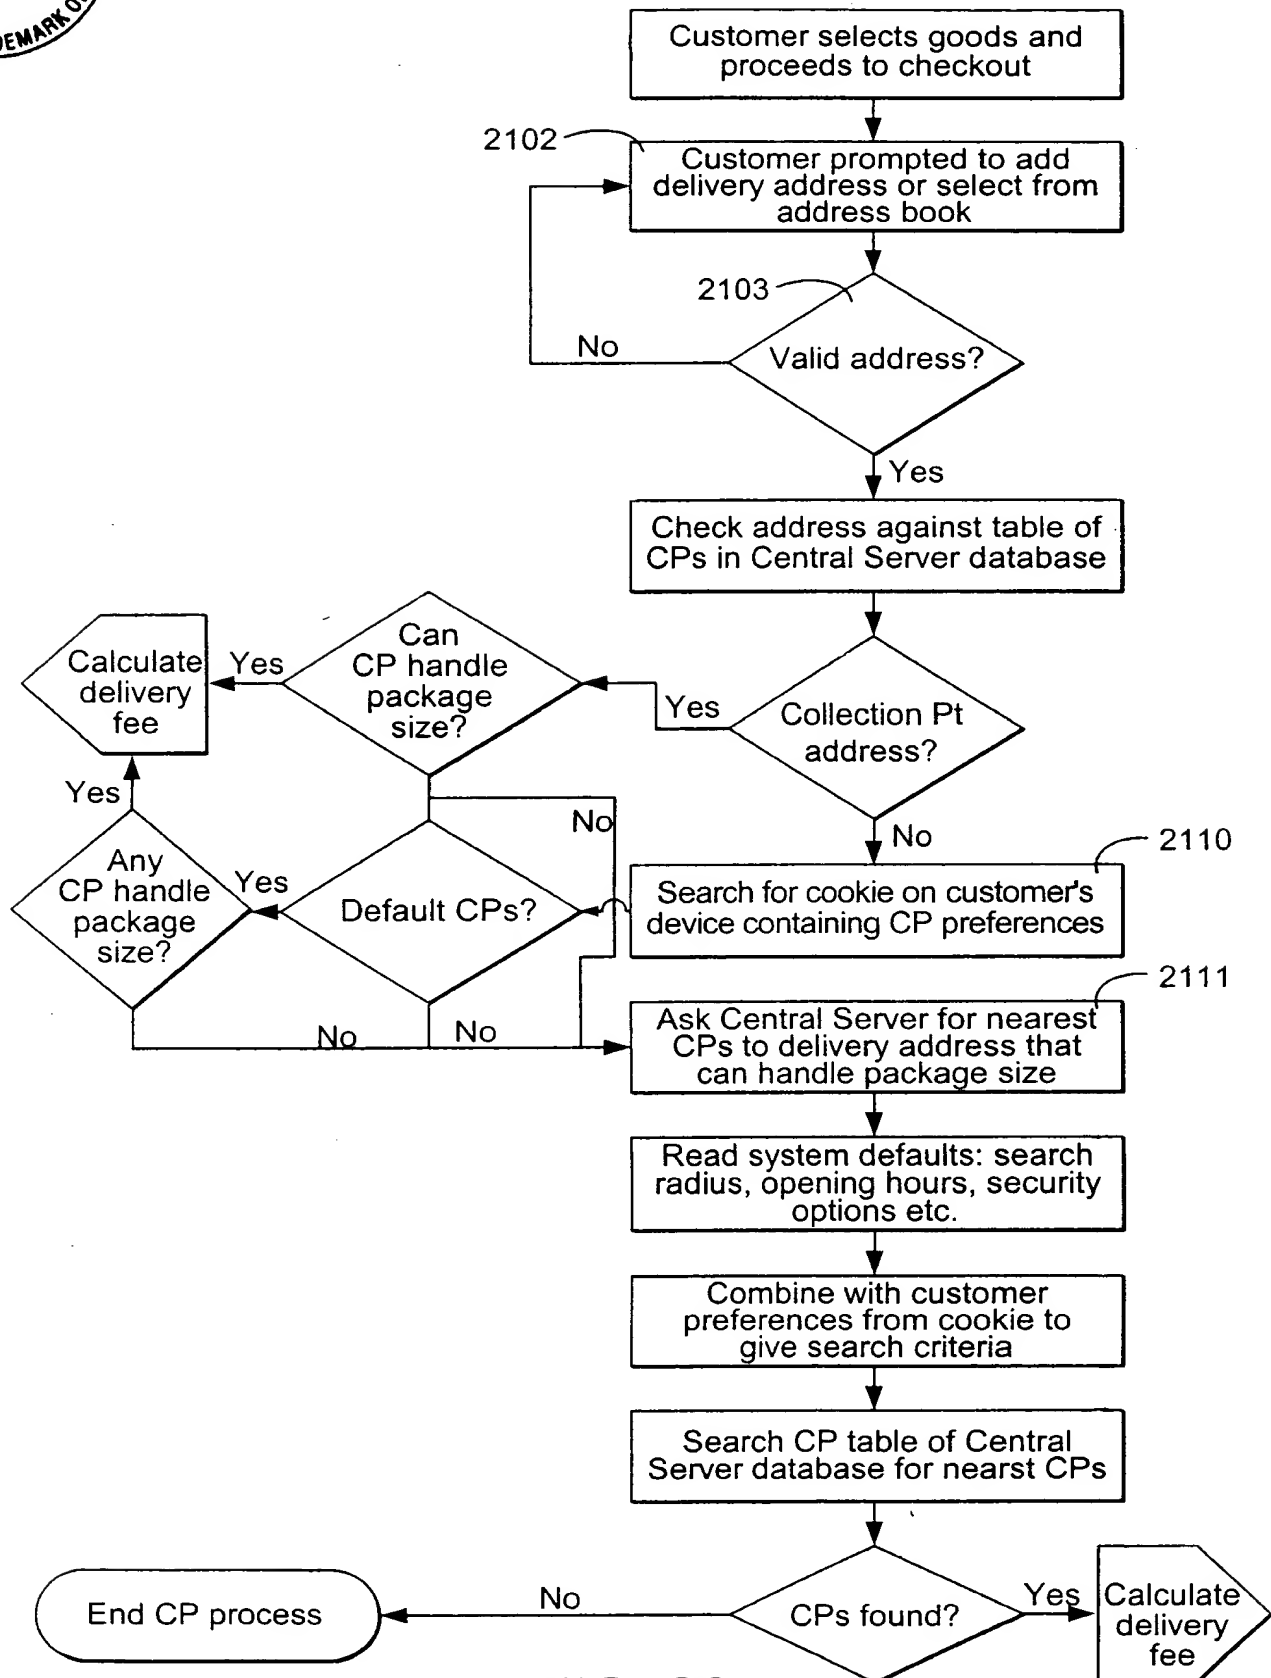 DEMARK
Customer selects goods and
proceeds to checkout
2102
Customer prompted to add
delivery address or select from
address book
2103
Valid address?
No
Yes
Check address against table of
CPs in Central Server database
Calculate
delivery
fee
Yes
Can
CP handle
package
size?
Yes
Collection Pt
address?
Yes
No
No
2110
Any
CP handle
package
size?
Yes
Default CPs?
Search for cookie on customer's
device containing CP preferences
2111
No
No
Ask Central Server for nearest
CPs to delivery address that
can handle package size
Read system defaults: search
radius, opening hours, security
options etc.
Combine with customer
preferences from cookie to
give search criteria
Search CP table of Central
Server database for nearst CPs
End CP process
No
CPs found?
Yes
Calculate
delivery
fee